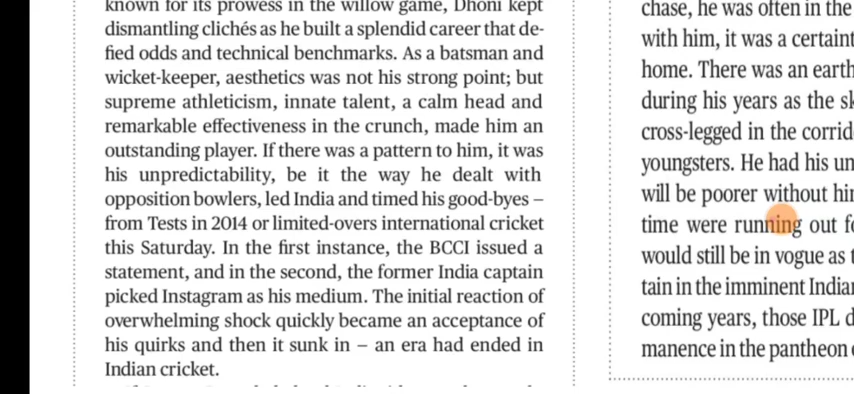 known for its prowess in the willow game, Dhoni kept
dismantling clichés as he built a splendid career that de-
fied odds and technical benchmarks. As a batsman and
wicket-keeper, aesthetics was not his strong point; but
supreme athleticism, innate talent, a calm head and
remarkable effectiveness in the crunch, made him an
outstanding player. If there was a pattern to him, it was
his unpredictability, be it the way he dealt with
opposition bowlers, led India and timed his good-byes –
from Tests in 2014 or limited-overs international cricket
this Saturday. In the first instance, the BCCI issued a
statement, and in the second, the former India captain
picked Instagram as his medium. The initial reaction of
overwhelming shock quickly became an acceptance of
his quirks and then it sunk in – an era had ended in
Indian cricket.
chase, he was often in the
with him, it was a certaint
home. There was an earth
during his years as the sk
cross-legged in the corrid
youngsters. He had his un
will be poorer without hin
time were running out fo
would still be in vogue as t
tain in the imminent Indian
coming years, those IPL d
manence in the pantheon